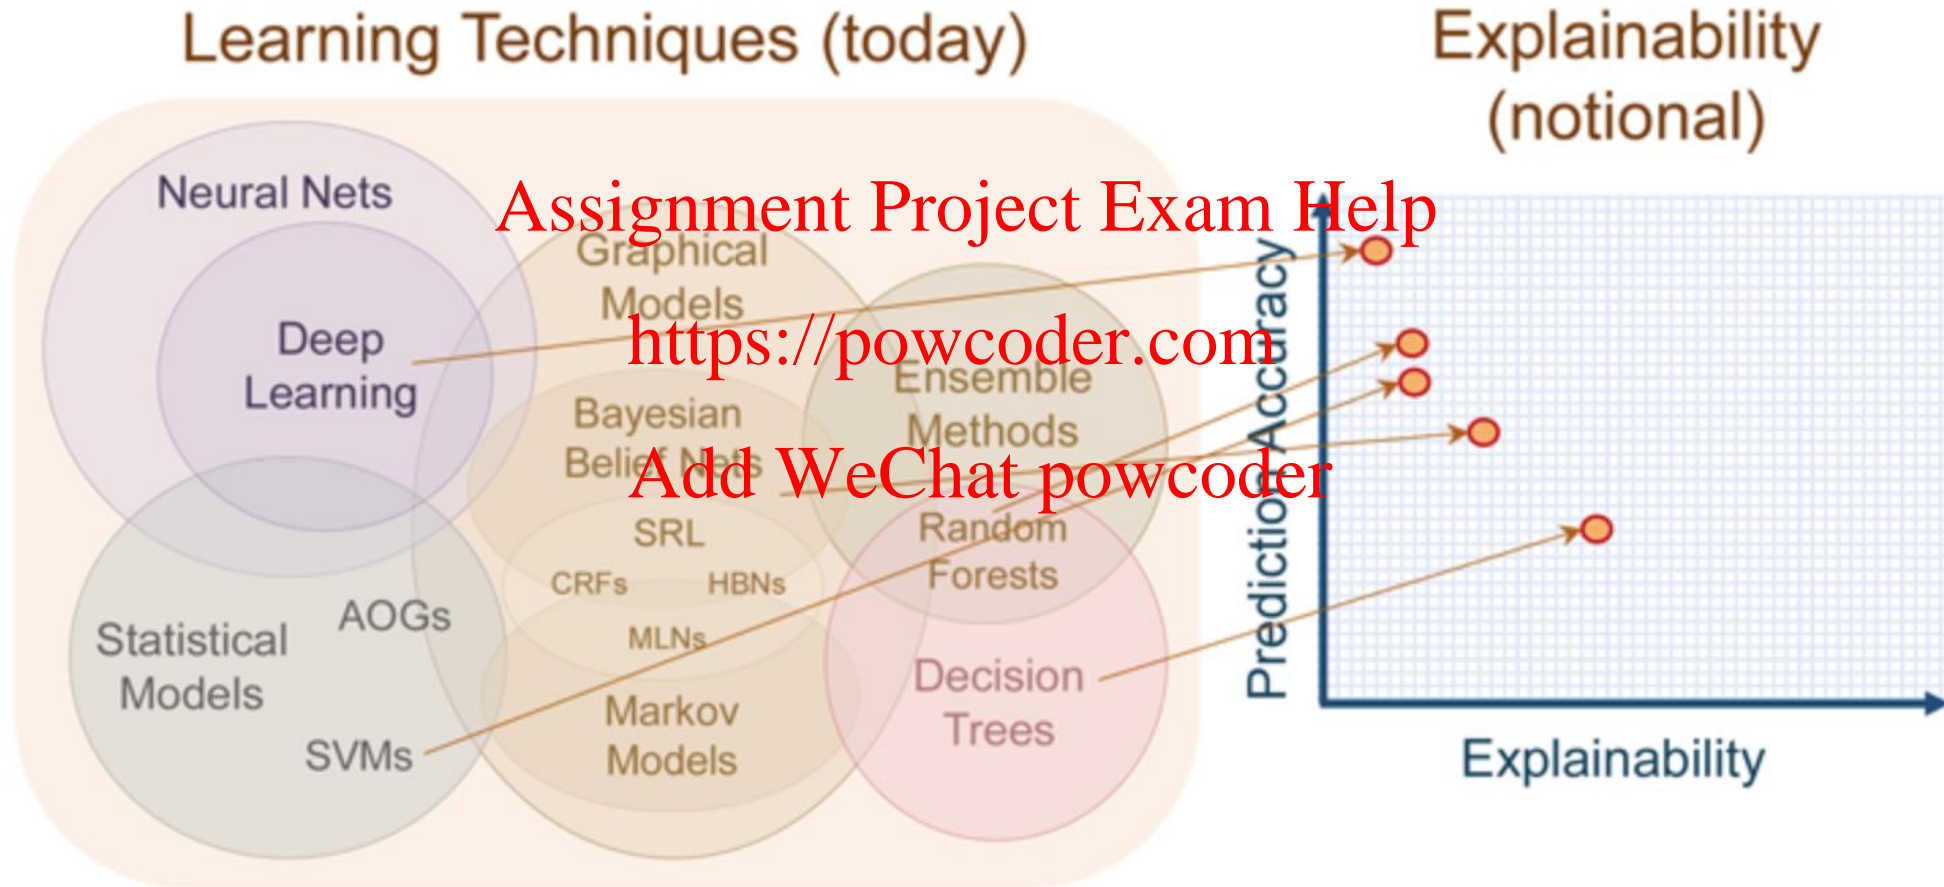 Learning Techniques (today)
Explainability
(notional)
Neural Nets
Assignment Project Exam Help
Graphical
Models
Deep
Learning
https://powcoder.com
Ensemble
Methods
Bayesian
Belief Nets
Add WeChat powcoder
SRL
Random
Forests
CRFs HBNs
AOGs
Statistical
Models
MLNs
Decision
Trees
Markov
Models
SVMs
Prediction Accuracy
Explainability